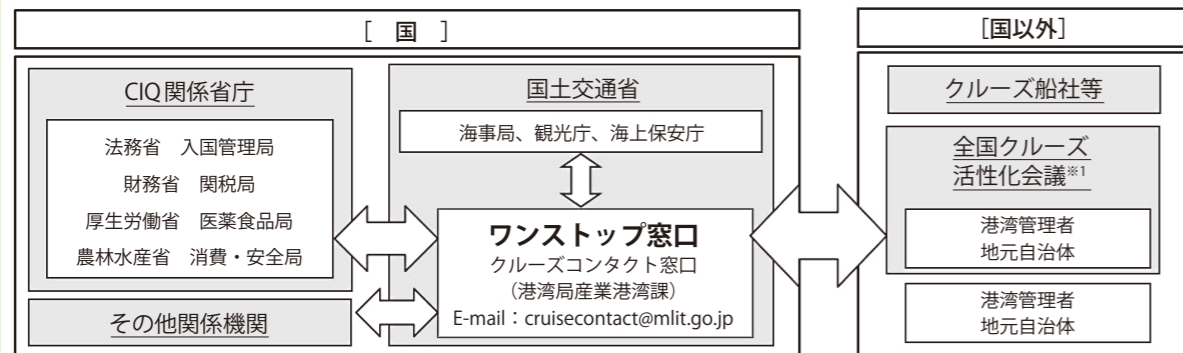 [ 国 ]
[国以外]
CIQ関係省庁
法務省 入国管理局
財務省 関税局
厚生労働省 医薬食品局
農林水産省 消費・安全局
その他関係機関
国土交通省
海事局、観光庁、海上保安庁
ワンストップ窓口
クルーズコンタクト窓口
(港湾局産業港湾課)
E-mail:cruisecontact@mlit.go.jp
クルーズ船社等
全国クルーズ
活性化会議※1
港湾管理者
地元自治体
港湾管理者
地元自治体